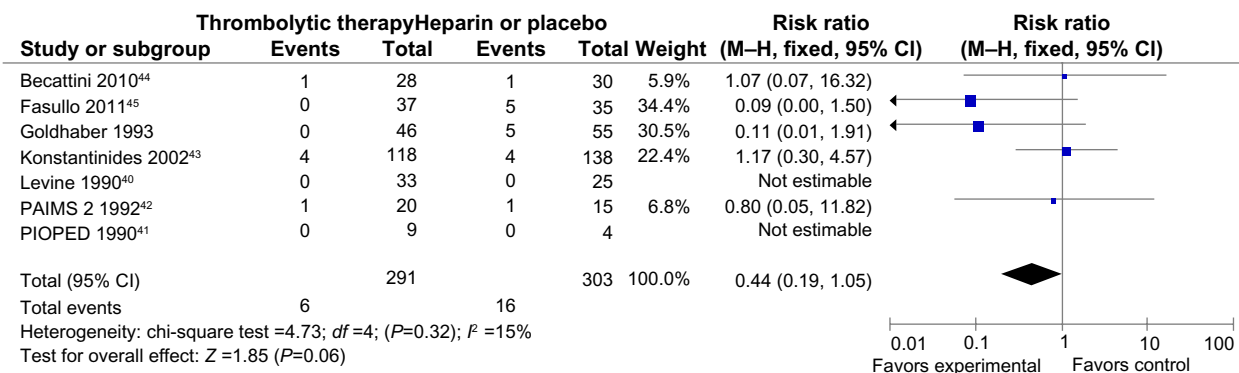 Thrombolytic therapyHeparin or placebo Risk ratio Risk ratio
Study or subgroup Events Total Events Total Weight (M–H, fixed, 95% CI) (M–H, fixed, 95% CI)
Becattini 2010⁴⁴ 1 28 1 30 5.9% 1.07 (0.07, 16.32)
Fasullo 2011⁴⁵ 0 37 5 35 34.4% 0.09 (0.00, 1.50)
Goldhaber 1993 0 46 5 55 30.5% 0.11 (0.01, 1.91)
Konstantinides 2002⁴³ 4 118 4 138 22.4% 1.17 (0.30, 4.57)
Levine 1990⁴⁰ 0 33 0 25 Not estimable
PAIMS 2 1992⁴² 1 20 1 15 6.8% 0.80 (0.05, 11.82)
PIOPED 1990⁴¹ 0 9 0 4 Not estimable
Total (95% CI) 291 303 100.0% 0.44 (0.19, 1.05)
Total events 6 16
Heterogeneity: chi-square test =4.73; df =4; (P=0.32); I² =15%
Test for overall effect: Z =1.85 (P=0.06)
0.01 0.1 1 10 100
Favors experimental Favors control